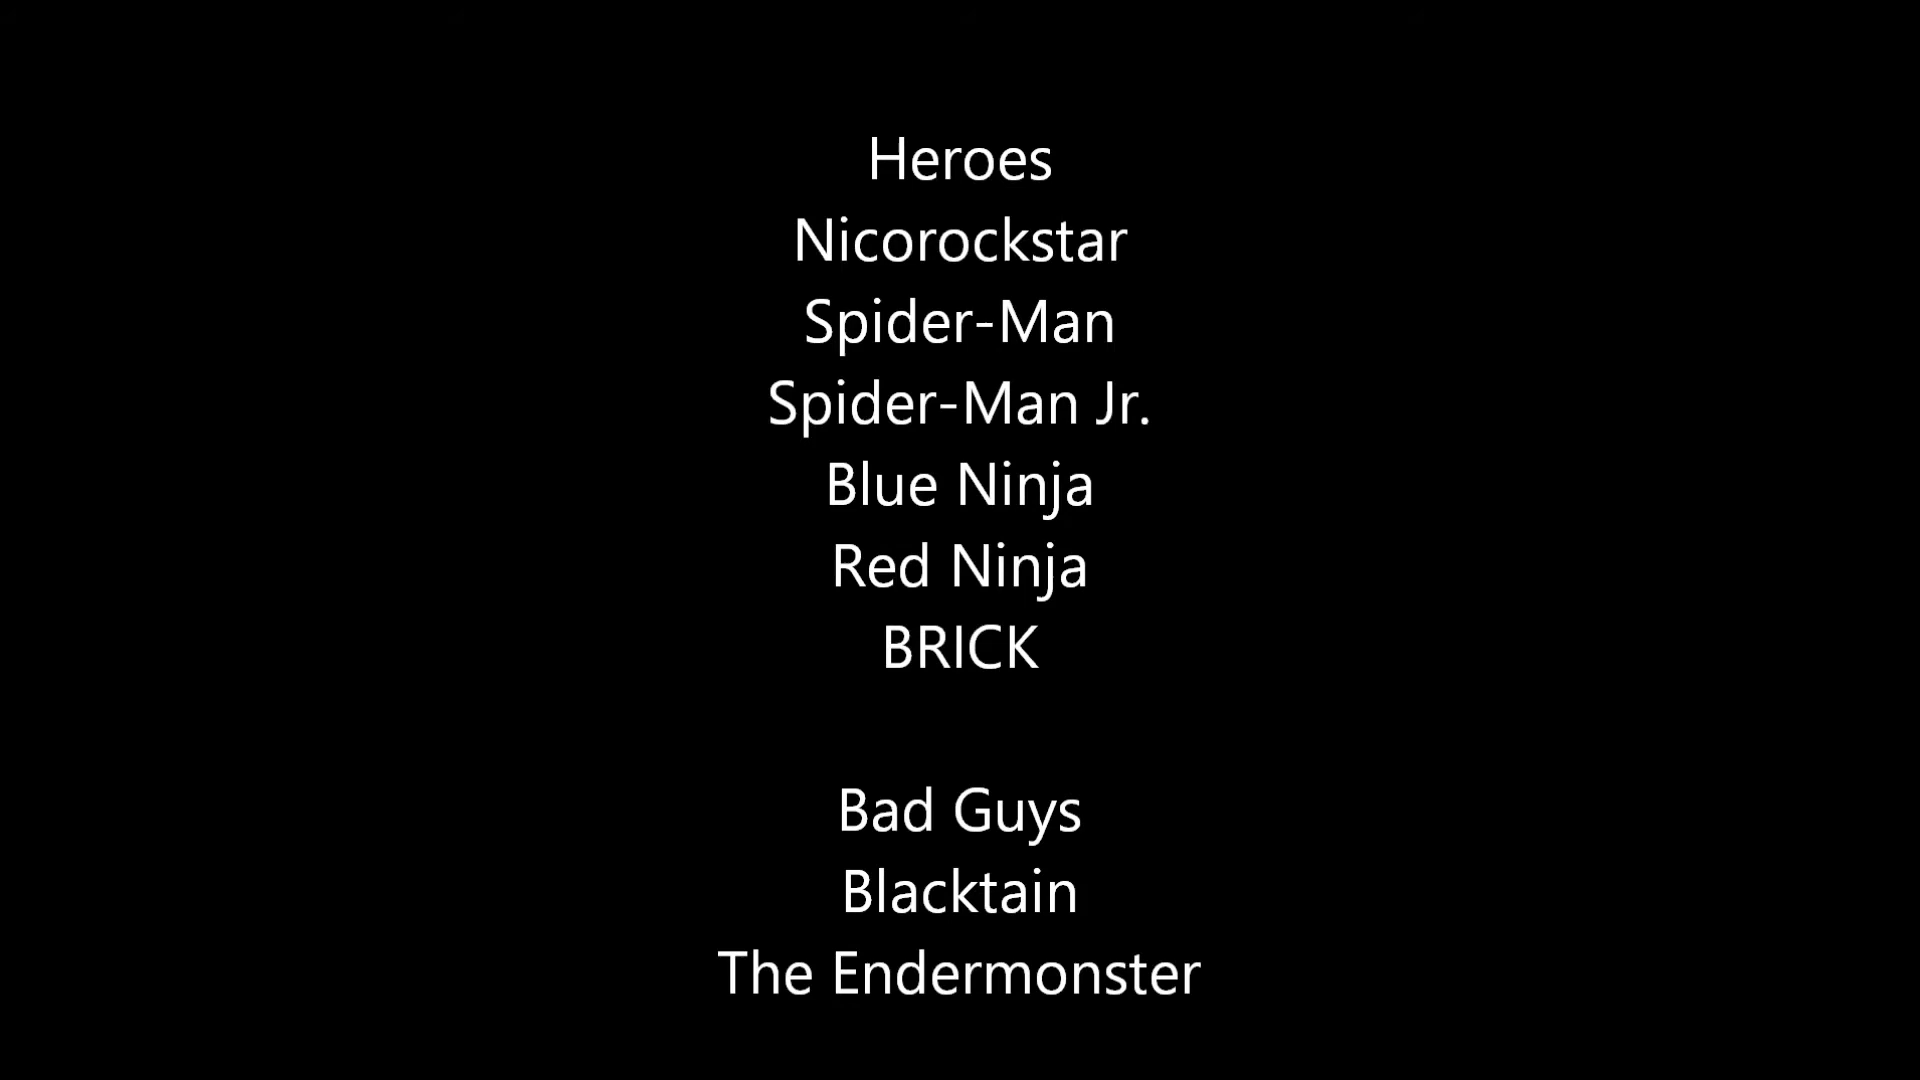 Heroes
Nicorockstar
Spider-Man
Spider-Man Jr.
Blue Ninja
Red Ninja
BRICK
Bad Guys
Blacktain
The Endermonster